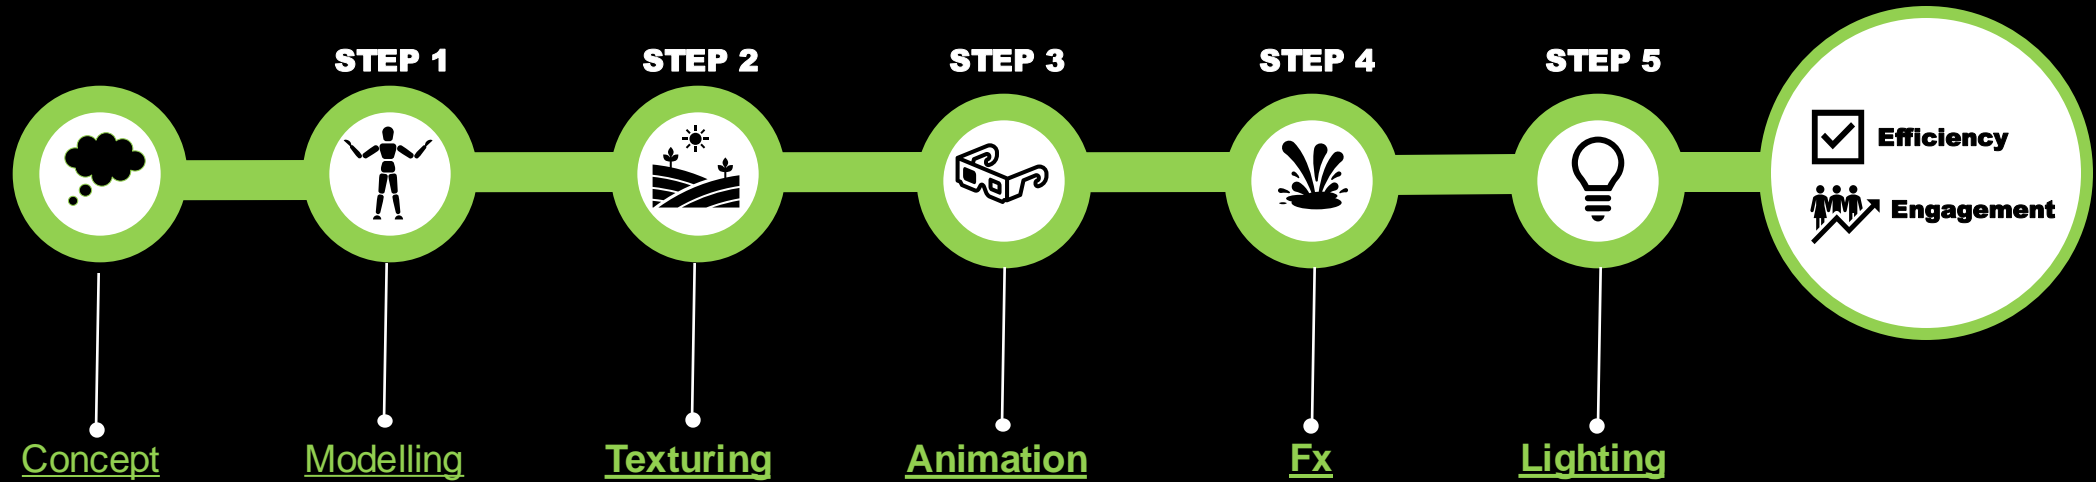 STEP 1
STEP 2
STEP 3
STEP 4
STEP 5
Efficiency
Engagement
Concept
Modelling
Texturing
Animation
Fx
Lighting